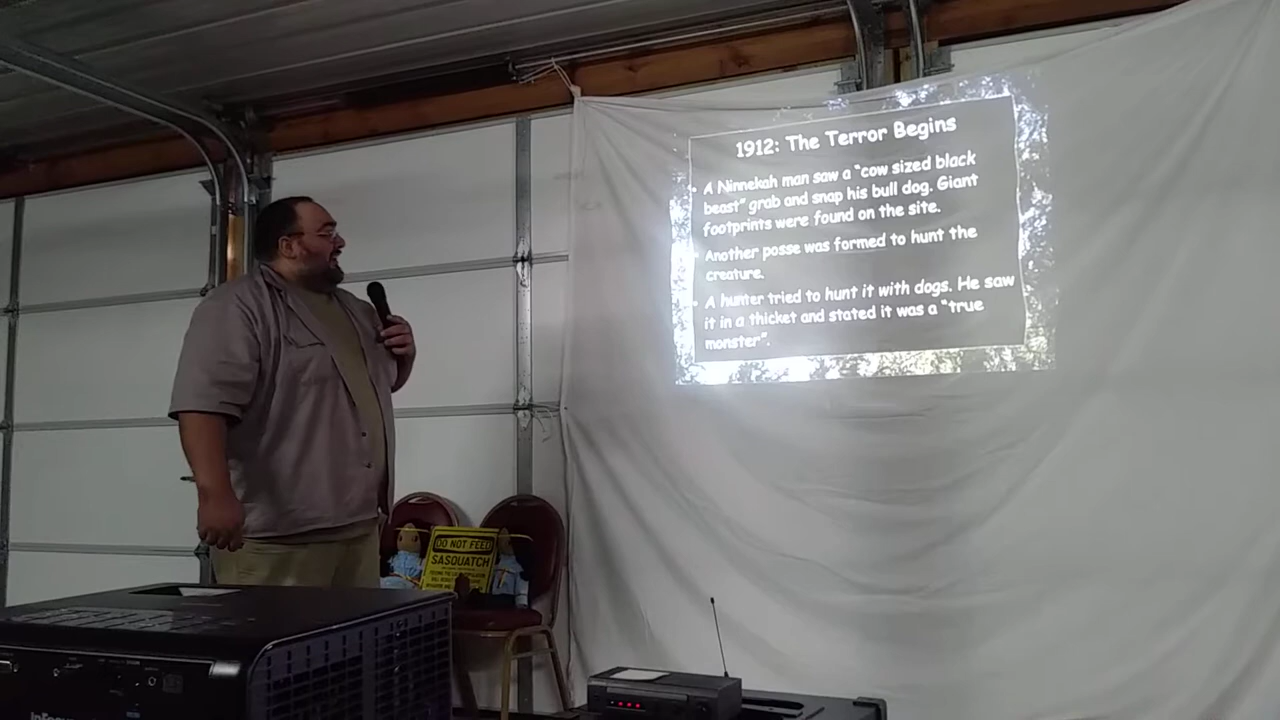 1912: The Terror Begins
A Ninnekah man saw a "cow sized black
beast" grab and snap his bull dog. Giant
footprints were found on the site.
Another posse was formed to hunt the
creature.
A hunter tried to hunt it with dogs. He saw
it in a thicket and stated it was a "true
monster".
DO NOT FEED
SASQUATCH